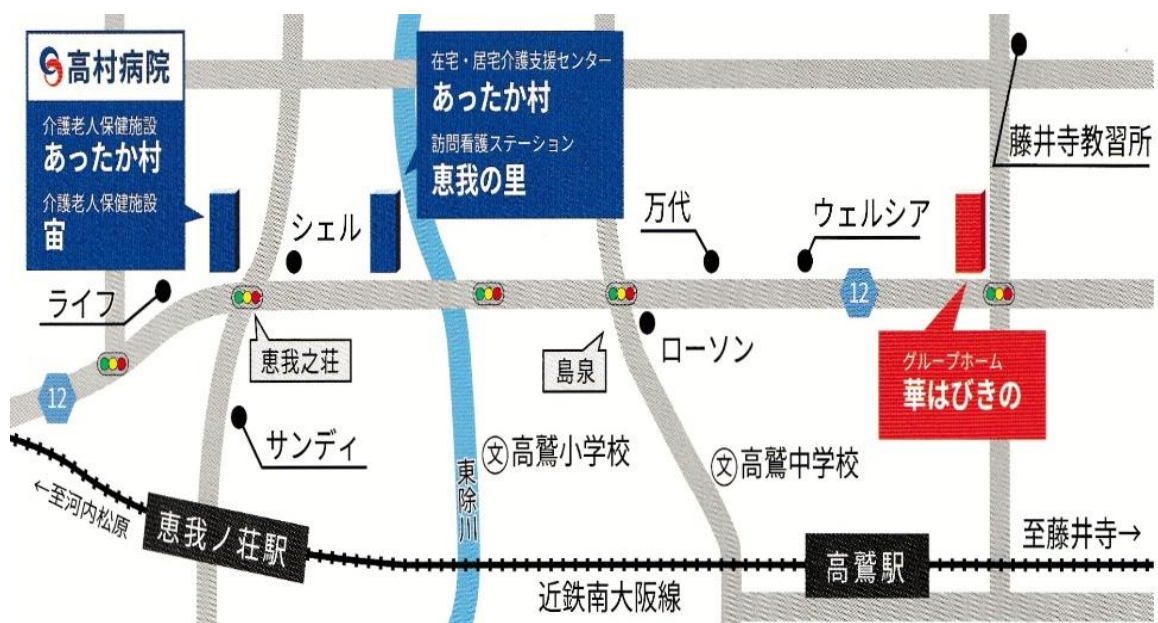 高村病院
介護老人保健施設
あったか村
介護老人保健施設
宙
在宅・居宅介護支援センター
あったか村
訪問看護ステーション
恵我の里
藤井寺教習所
シェル
万代
ウェルシア
ライフ
12
恵我之荘
島泉
ローソン
グループホーム
華はびきの
12
サンディ
文高鷲小学校
文高鷲中学校
東除川
←至河内松原
恵我ノ荘駅
高鷲駅
至藤井寺→
近鉄南大阪線